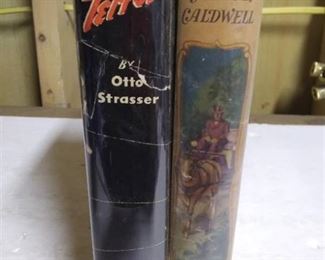 Terror
BY
Otto
Strasser
CALDWELL